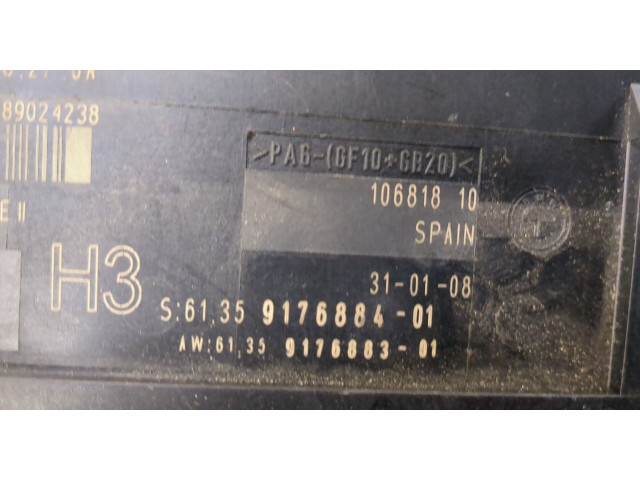 89024238
>PA6-(GF10+GB20)<
106818 10
E II
SPAIN
H3
31-01-08
S:61.35 9176884-01
AW:61.35 9176883-01